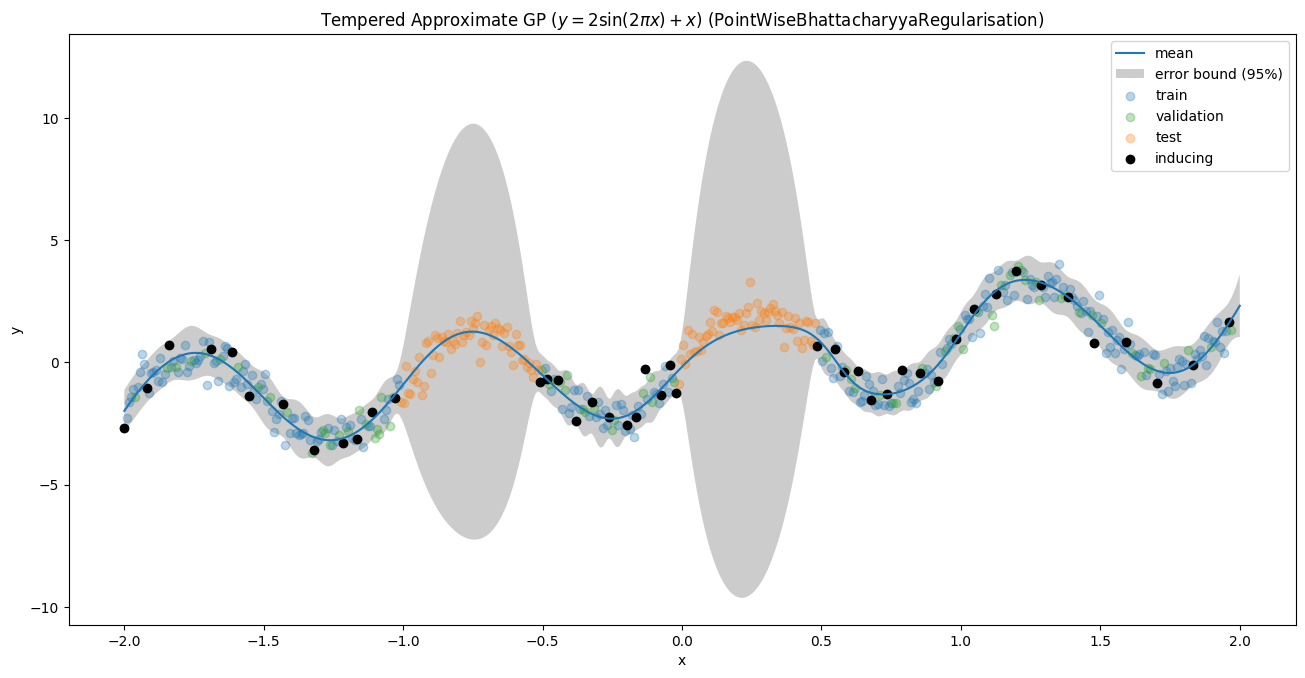 Tempered Approximate GP (y = 2sin(2πx) + x) (PointWiseBhattacharyyaRegularisation)
mean
error bound (95%)
train
validation
test
inducing
10
5
0
−5
−10
y
−2.0 −1.5 −1.0 −0.5 0.0 0.5 1.0 1.5 2.0
x